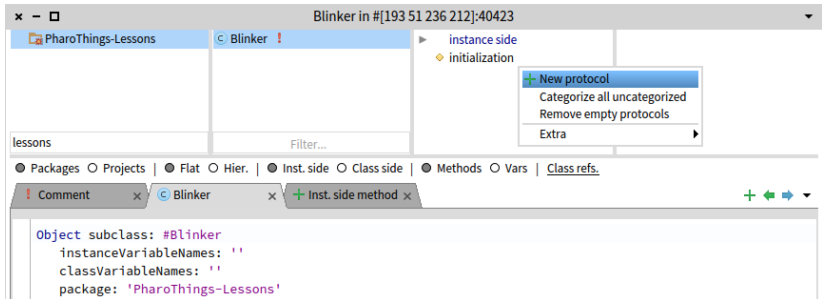 Blinker in #[193 51 236 212]:40423
PharoThings-Lessons
Blinker !
instance side
initialization
New protocol
Categorize all uncategorized
Remove empty protocols
Extra
lessons
Filter...
Packages Projects | Flat Hier. | Inst. side Class side | Methods Vars | Class refs.
! Comment x Blinker x Inst. side method x
Object subclass: #Blinker
instanceVariableNames: ''
classVariableNames: ''
package: 'PharoThings-Lessons'